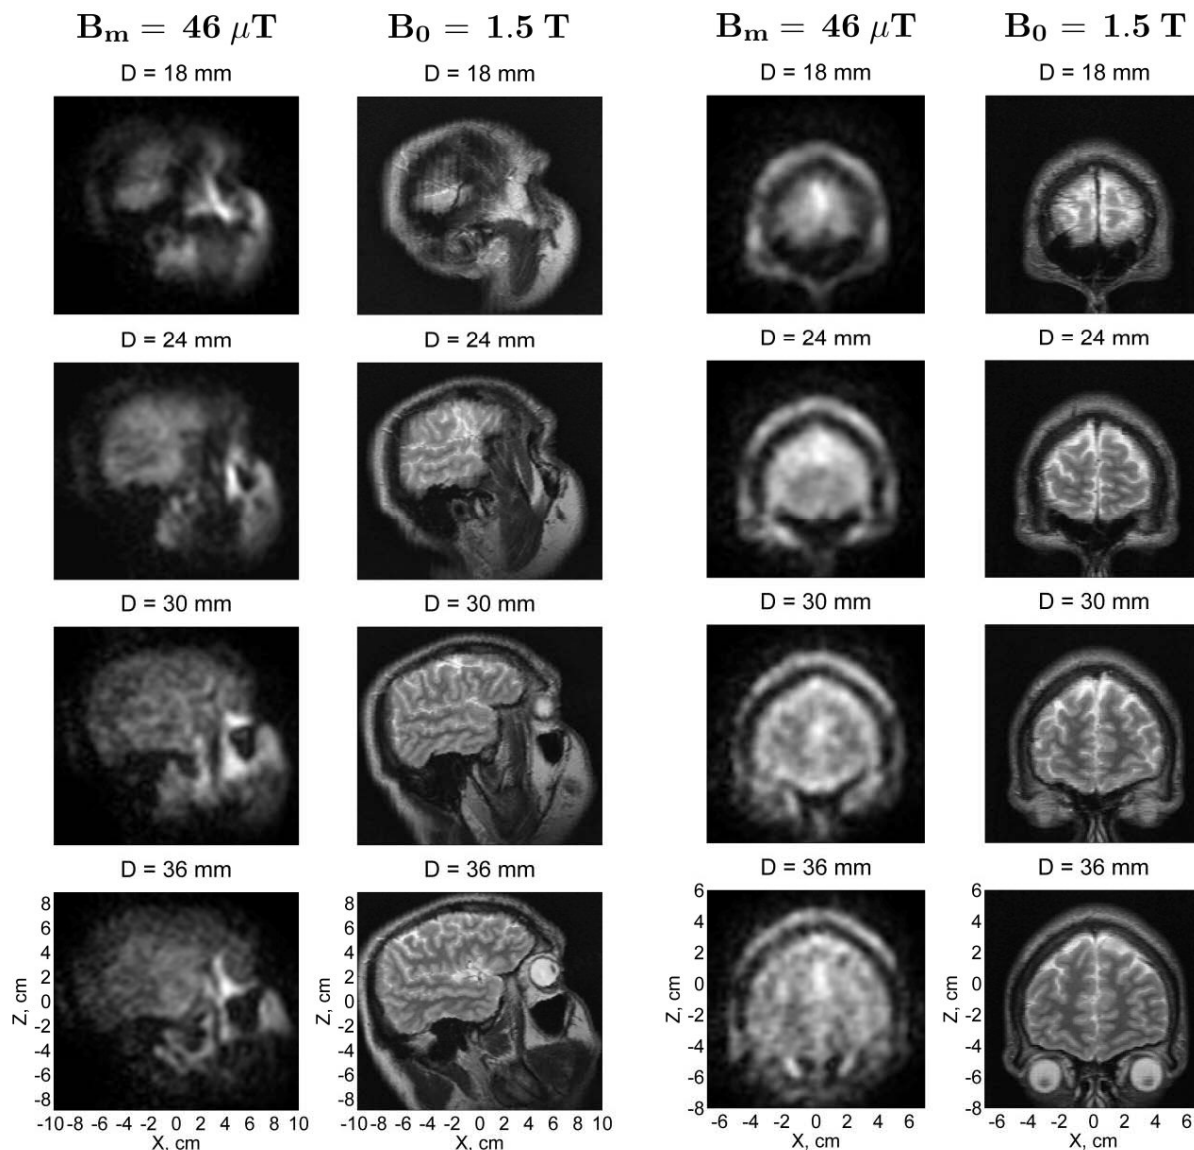 B_m = 46 μT B_0 = 1.5 T B_m = 46 μT B_0 = 1.5 T
D = 18 mm D = 18 mm D = 18 mm D = 18 mm
D = 24 mm D = 24 mm D = 24 mm D = 24 mm
D = 30 mm D = 30 mm D = 30 mm D = 30 mm
D = 36 mm D = 36 mm D = 36 mm D = 36 mm
Z, cm
8
6
4
2
0
-2
-4
-6
-8
-10 -8 -6 -4 -2 0 2 4 6 8 10
X, cm
8
6
4
2
0
-2
-4
-6
-8
-10 -8 -6 -4 -2 0 2 4 6 8 10
X, cm
Z, cm
6
4
2
0
-2
-4
-6
-8
-6 -4 -2 0 2 4 6
X, cm
Z, cm
6
4
2
0
-2
-4
-6
-8
-6 -4 -2 0 2 4 6
X, cm